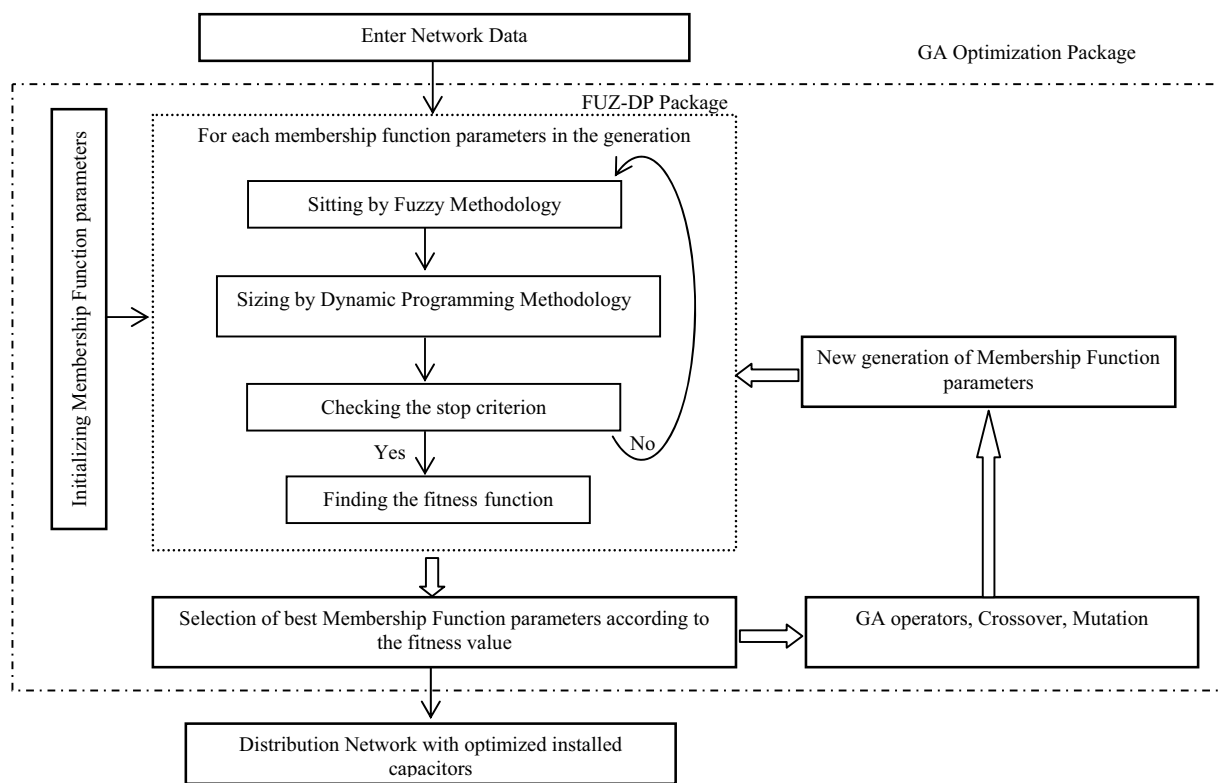 Enter Network Data
GA Optimization Package
FUZ-DP Package
Initializing Membership Function parameters
For each membership function parameters in the generation
Sitting by Fuzzy Methodology
Sizing by Dynamic Programming Methodology
Checking the stop criterion
No
Yes
Finding the fitness function
New generation of Membership Function
parameters
Selection of best Membership Function parameters according to
the fitness value
GA operators, Crossover, Mutation
Distribution Network with optimized installed
capacitors